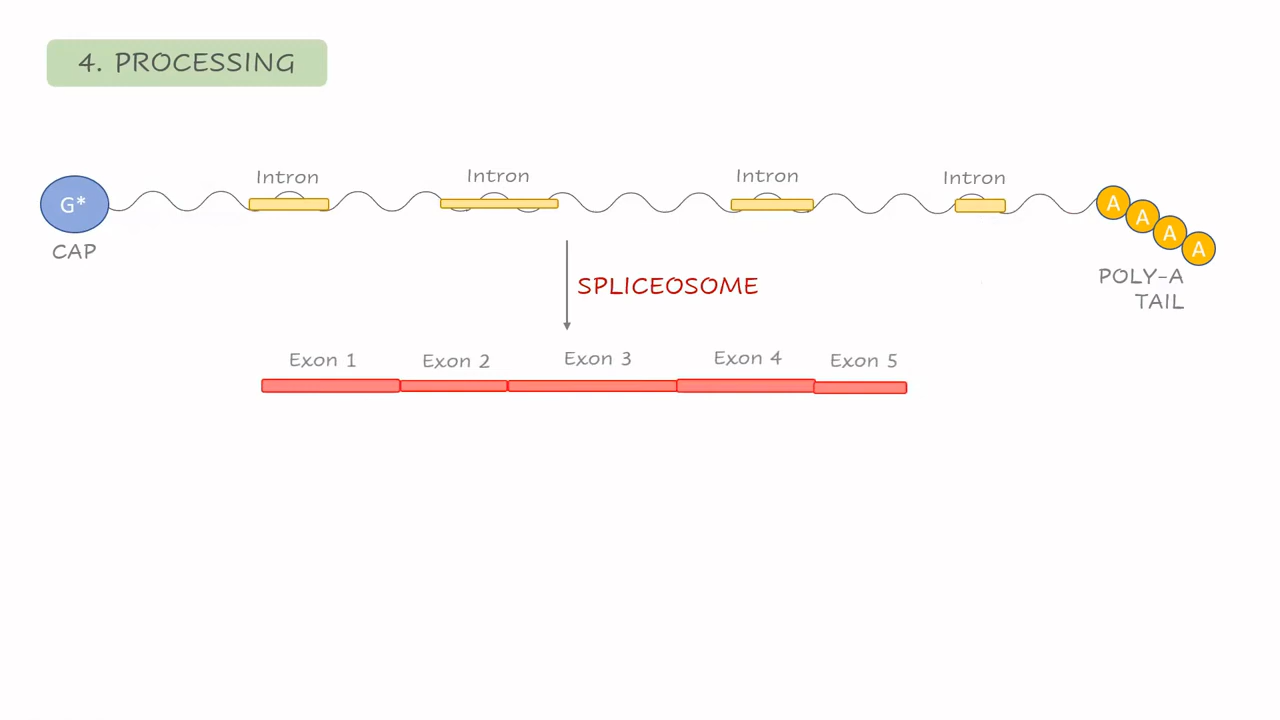 4. PROCESSING
Intron
Intron
Intron
Intron
G*
A
A
A
A
CAP
POLY-A
TAIL
SPLICEOSOME
Exon 1
Exon 2
Exon 3
Exon 4
Exon 5